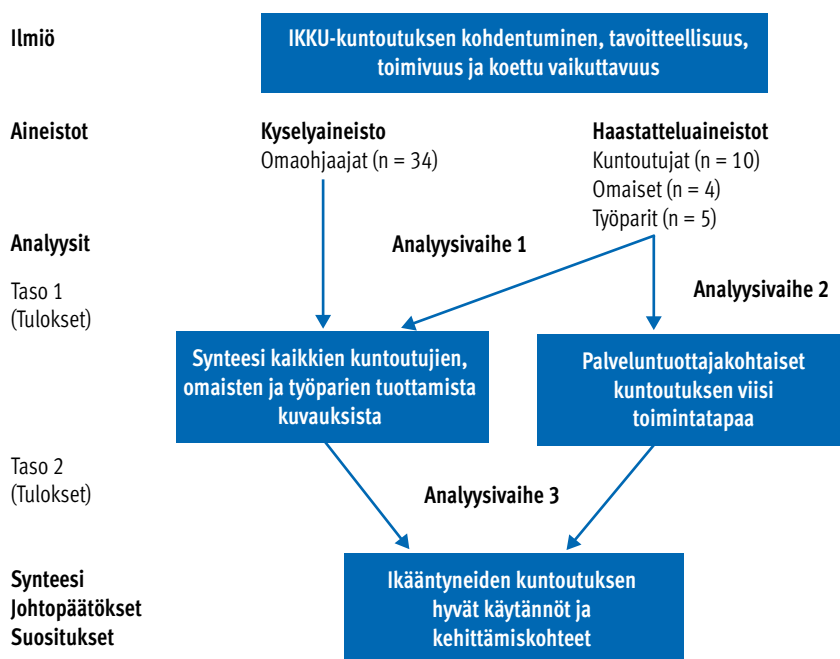 Ilmiö
IKKU-kuntoutuksen kohdentuminen, tavoitteellisuus,
toimivuus ja koettu vaikuttavuus
Aineistot
Kyselyaineisto
Omaohjaajat (n = 34)
Haastatteluaineistot
Kuntoutujat (n = 10)
Omaiset (n = 4)
Työparit (n = 5)
Analyysit
Analyysivaihe 1
Taso 1
(Tulokset)
Analyysivaihe 2
Synteesi kaikkien kuntoutujien,
omaisten ja työparien tuottamista
kuvauksista
Palveluntuottajakohtaiset
kuntoutuksen viisi
toimintatapaa
Taso 2
(Tulokset)
Analyysivaihe 3
Synteesi
Johtopäätökset
Suositukset
Ikääntyneiden kuntoutuksen
hyvät käytännöt ja
kehittämiskohteet